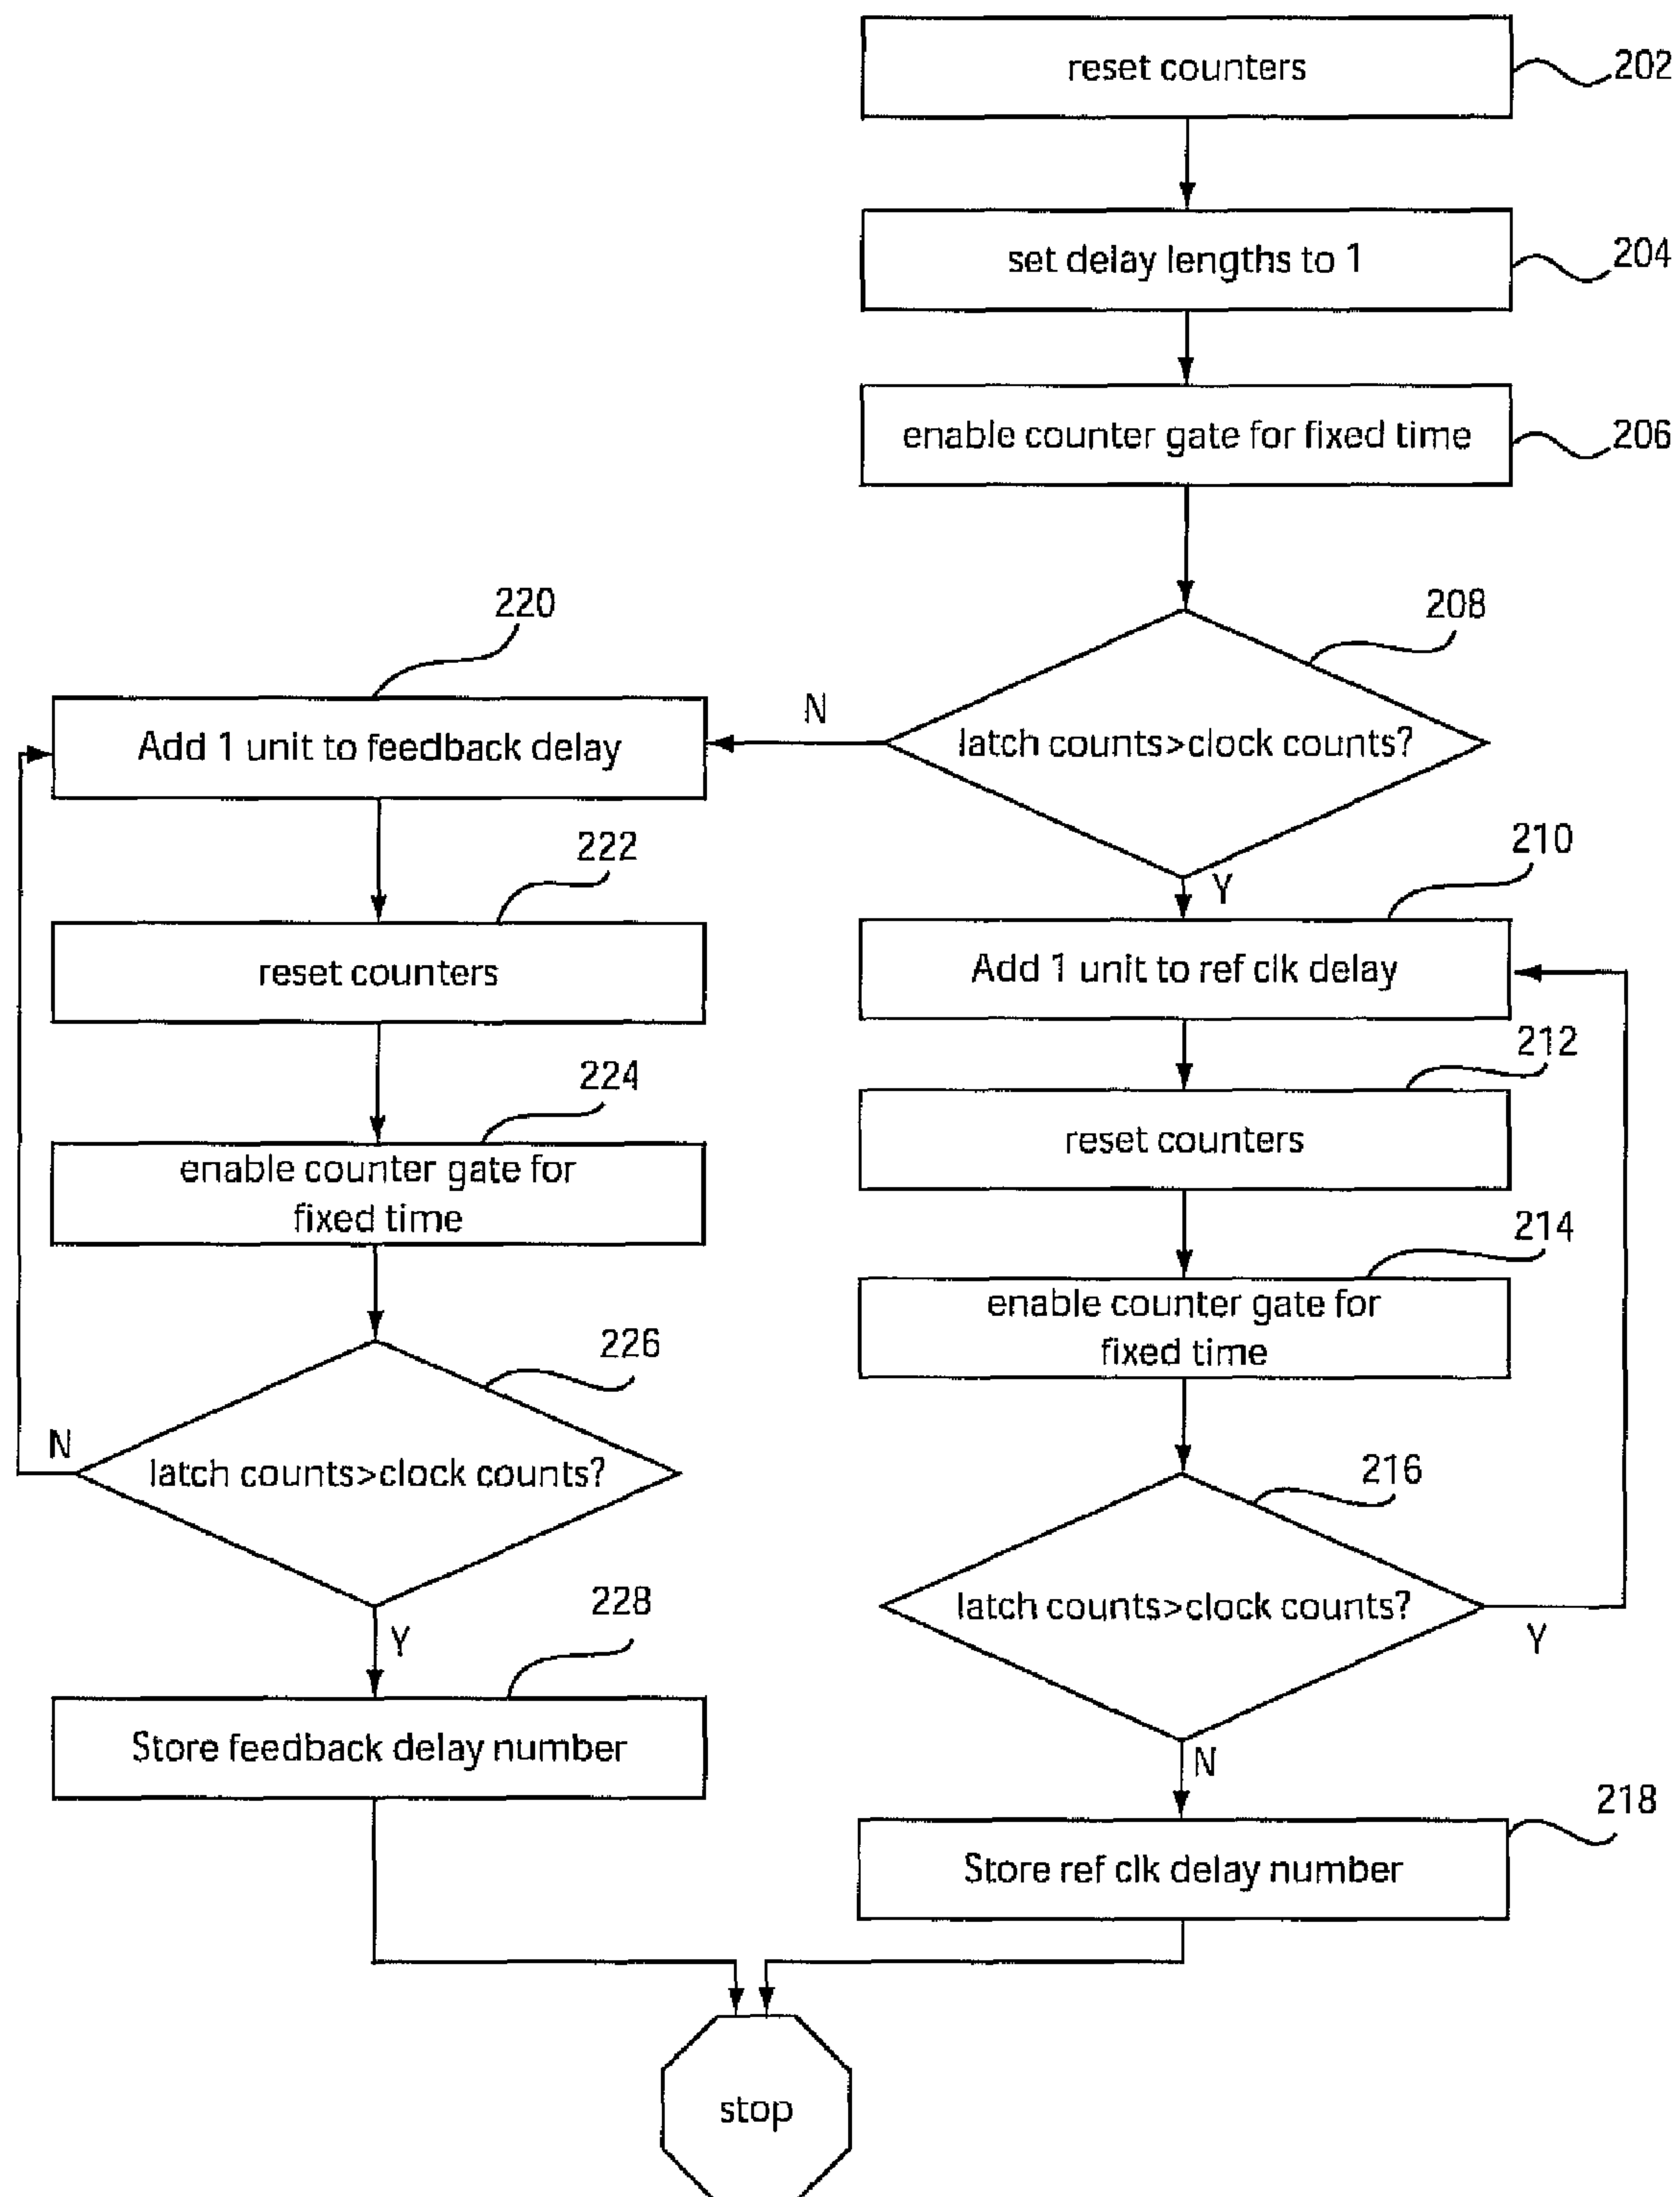 reset counters
202
set delay lengths to 1
204
enable counter gate for fixed time
206
208
latch counts>clock counts?
N
Y
220
Add 1 unit to feedback delay
222
reset counters
224
enable counter gate for
fixed time
226
latch counts>clock counts?
N
Y
228
Store feedback delay number
210
Add 1 unit to ref clk delay
212
reset counters
214
enable counter gate for
fixed time
216
latch counts>clock counts?
Y
N
218
Store ref clk delay number
stop